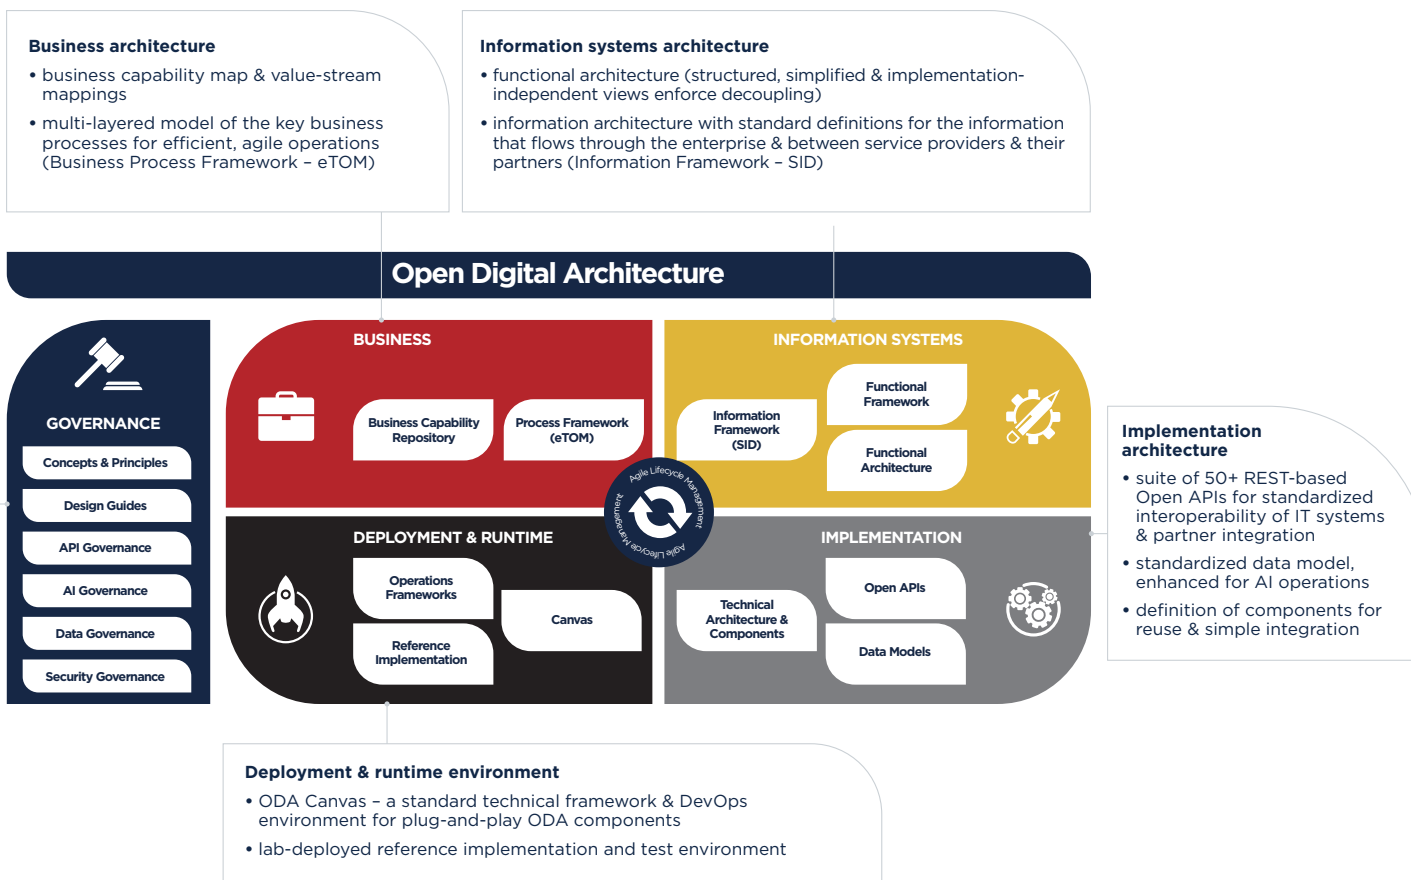 Business architecture
• business capability map & value-stream
mappings
• multi-layered model of the key business
processes for efficient, agile operations
(Business Process Framework – eTOM)
Information systems architecture
• functional architecture (structured, simplified & implementation-
independent views enforce decoupling)
• information architecture with standard definitions for the information
that flows through the enterprise & between service providers & their
partners (Information Framework – SID)
Open Digital Architecture
GOVERNANCE
Concepts & Principles
Design Guides
API Governance
AI Governance
Data Governance
Security Governance
BUSINESS
Business Capability
Repository
Process Framework
(eTOM)
INFORMATION SYSTEMS
Information
Framework
(SID)
Functional
Framework
Functional
Architecture
Agile Lifecycle Management
Agile Lifecycle Management
DEPLOYMENT & RUNTIME
Operations
Frameworks
Reference
Implementation
Canvas
IMPLEMENTATION
Technical
Architecture &
Components
Open APIs
Data Models
Implementation
architecture
• suite of 50+ REST-based
Open APIs for standardized
interoperability of IT systems
& partner integration
• standardized data model,
enhanced for AI operations
• definition of components for
reuse & simple integration
Deployment & runtime environment
• ODA Canvas – a standard technical framework & DevOps
environment for plug-and-play ODA components
• lab-deployed reference implementation and test environment